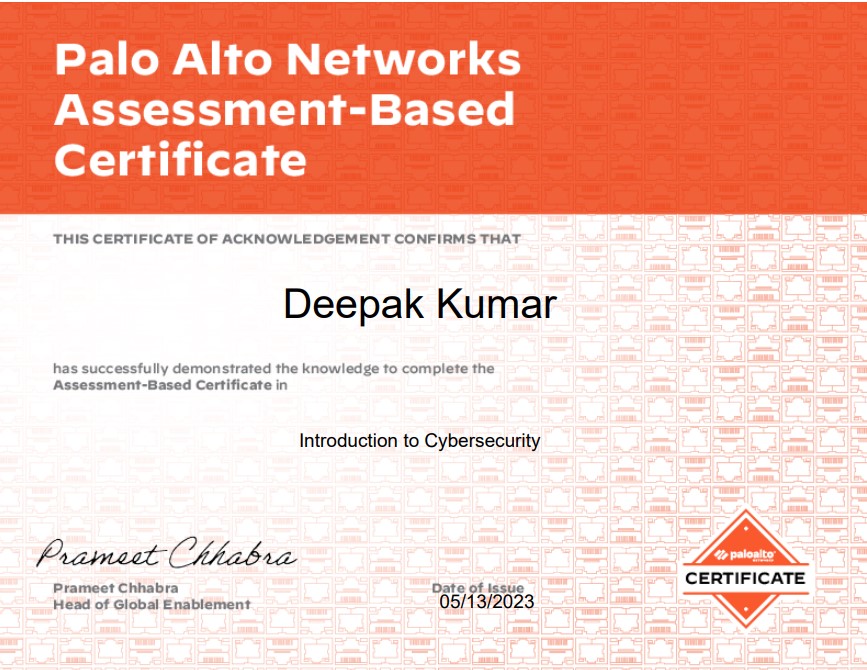 Palo Alto Networks
Assessment-Based
Certificate
THIS CERTIFICATE OF ACKNOWLEDGEMENT CONFIRMS THAT
Deepak Kumar
has successfully demonstrated the knowledge to complete the
Assessment-Based Certificate in
Introduction to Cybersecurity
Prameet Chhabra
Prameet Chhabra
Head of Global Enablement
Date of Issue
05/13/2023
paloalto
NETWORKS
CERTIFICATE